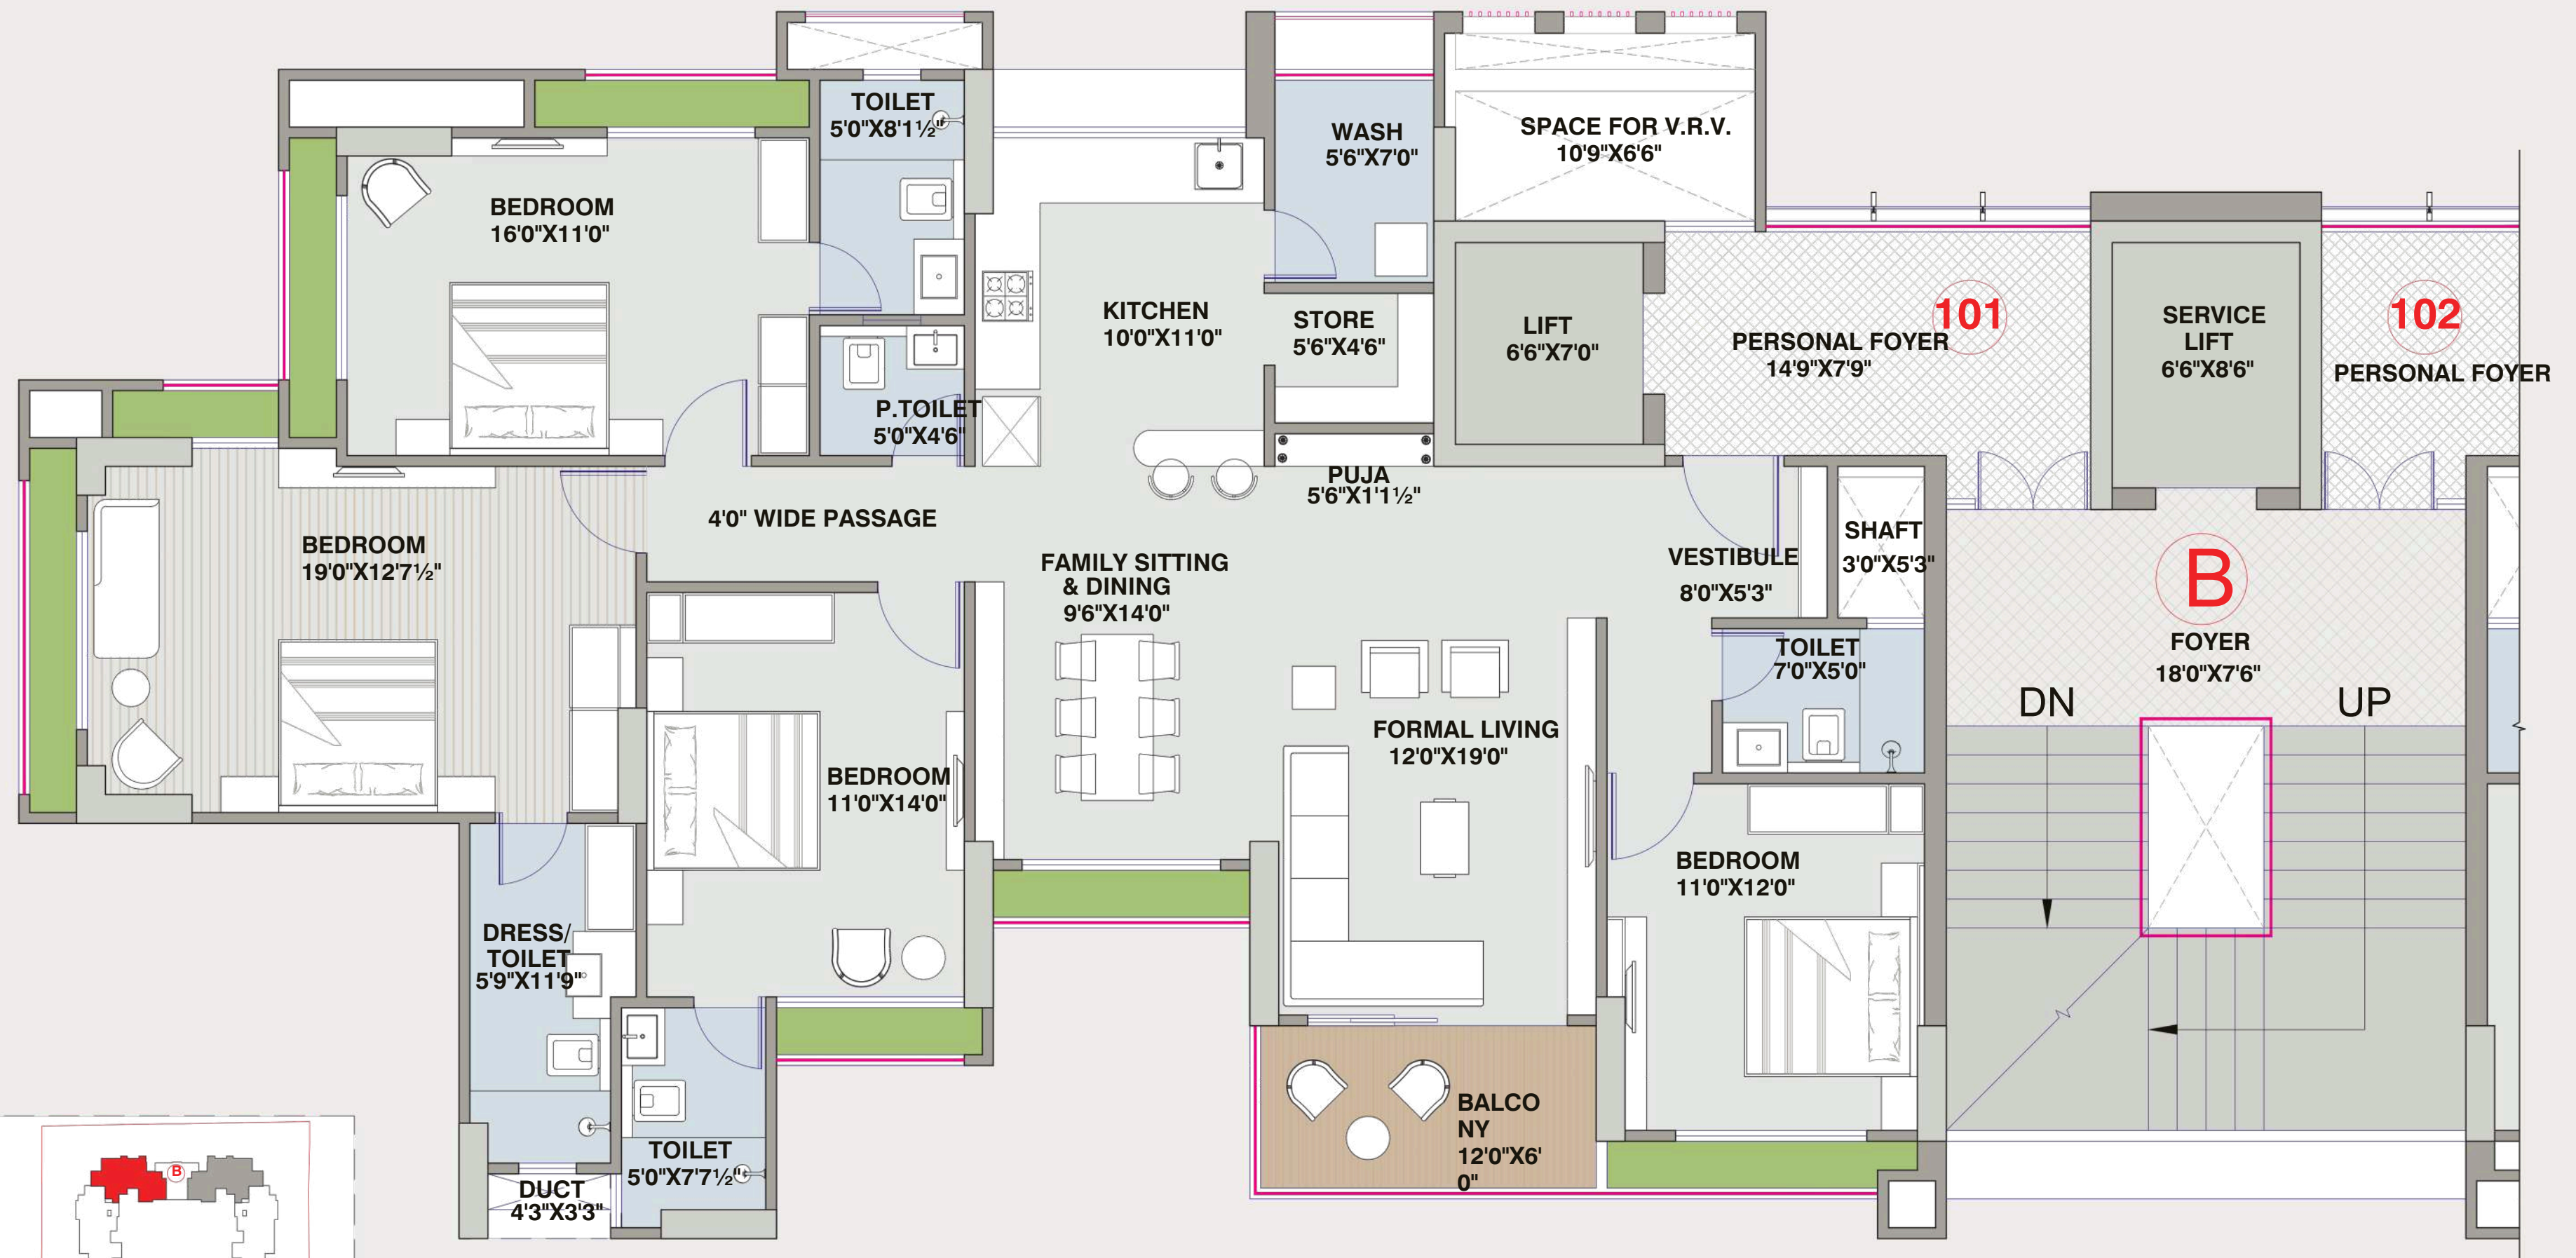 TOILET
5'0"X8'1½"
WASH
5'6"X7'0"
SPACE FOR V.R.V.
10'9"X6'6"
BEDROOM
16'0"X11'0"
KITCHEN
10'0"X11'0"
STORE
5'6"X4'6"
LIFT
6'6"X7'0"
101
PERSONAL FOYER
14'9"X7'9"
SERVICE
LIFT
6'6"X8'6"
102
PERSONAL FOYER
P.TOILET
5'0"X4'6"
PUJA
5'6"X1'1½"
4'0" WIDE PASSAGE
BEDROOM
19'0"X12'7½"
FAMILY SITTING
& DINING
9'6"X14'0"
VESTIBULE
8'0"X5'3"
SHAFT
3'0"X5'3"
B
FOYER
18'0"X7'6"
DN
UP
TOILET
7'0"X5'0"
FORMAL LIVING
12'0"X19'0"
BEDROOM
11'0"X14'0"
BEDROOM
11'0"X12'0"
DRESS/
TOILET
5'9"X11'9"
BALCO
NY
12'0"X6'
0"
TOILET
5'0"X7'7½"
DUCT
4'3"X3'3"
B